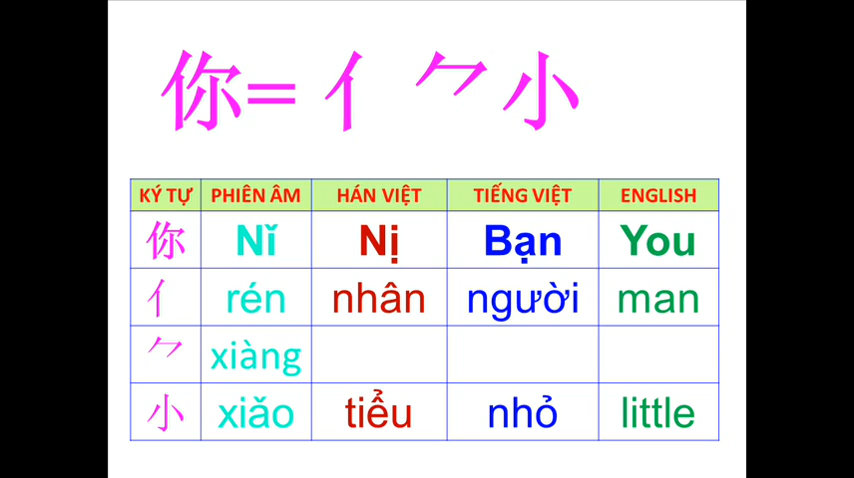 你= 亻 ⺈ 小
KÝ TỰ PHIÊN ÂM HÁN VIỆT TIẾNG VIỆT ENGLISH
你 Nǐ Nị Bạn You
亻 rén nhân người man
⺈ xiàng
小 xiǎo tiểu nhỏ little